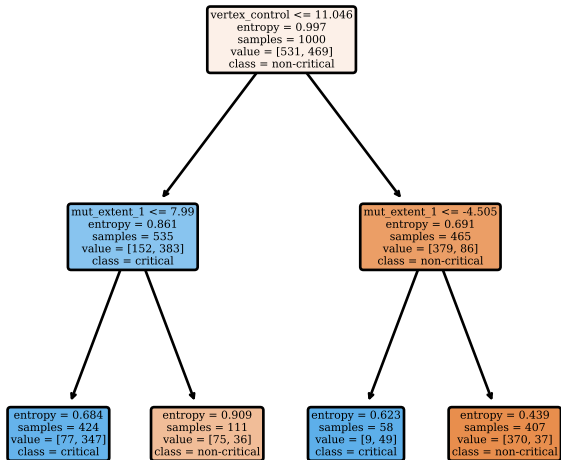 vertex_control <= 11.046
entropy = 0.997
samples = 1000
value = [531, 469]
class = non-critical
mut_extent_1 <= 7.99
entropy = 0.861
samples = 535
value = [152, 383]
class = critical
mut_extent_1 <= -4.505
entropy = 0.691
samples = 465
value = [379, 86]
class = non-critical
entropy = 0.684
samples = 424
value = [77, 347]
class = critical
entropy = 0.909
samples = 111
value = [75, 36]
class = non-critical
entropy = 0.623
samples = 58
value = [9, 49]
class = critical
entropy = 0.439
samples = 407
value = [370, 37]
class = non-critical